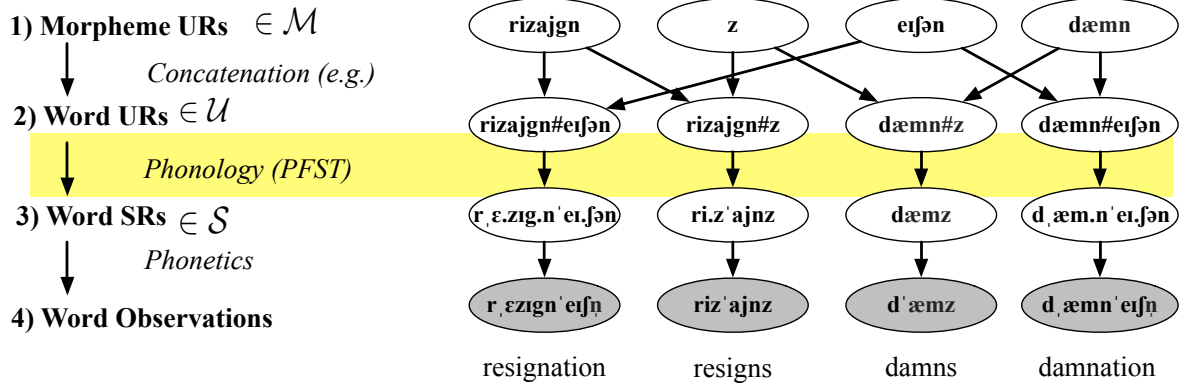 1) Morpheme URs ∈ M rizajgn z eɪʃən dæmn
Concatenation (e.g.)
2) Word URs ∈ U rizajgn#eɪʃən rizajgn#z dæmn#z dæmn#eɪʃən
Phonology (PFST)
3) Word SRs ∈ S rˌɛ.zɪg.nˈeɪ.ʃən ri.zˈajnz dæmz dˌæm.nˈeɪ.ʃən
Phonetics
4) Word Observations rˌɛzɪgnˈeɪʃn̩ rizˈajnz dˈæmz dˌæmnˈeɪʃn̩
resignation resigns damns damnation